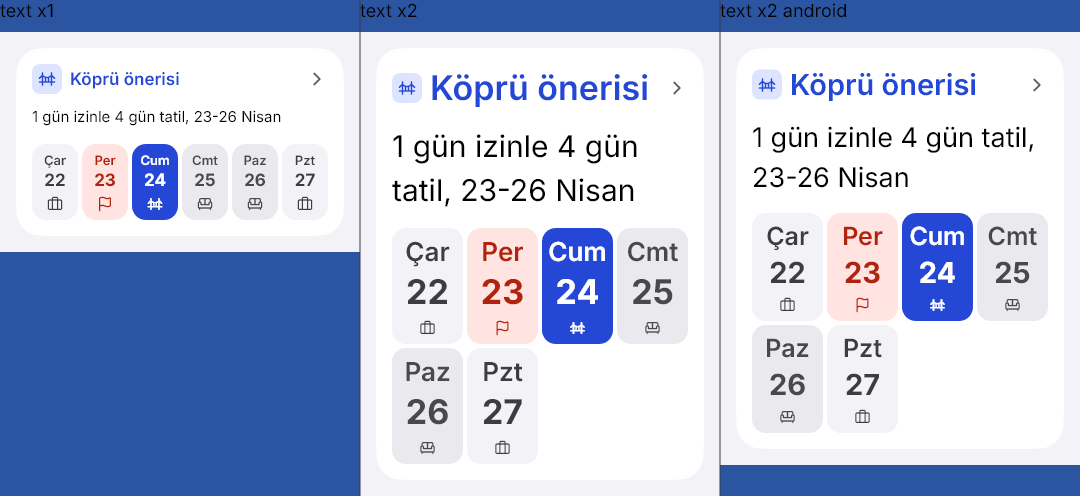 text x1
Köprü önerisi
1 gün izinle 4 gün tatil, 23-26 Nisan
Çar Per Cum Cmt Paz Pzt
22 23 24 25 26 27
text x2
Köprü önerisi
1 gün izinle 4 gün
tatil, 23-26 Nisan
Çar Per Cum Cmt
22 23 24 25
Paz Pzt
26 27
text x2 android
Köprü önerisi
1 gün izinle 4 gün tatil,
23-26 Nisan
Çar Per Cum Cmt
22 23 24 25
Paz Pzt
26 27